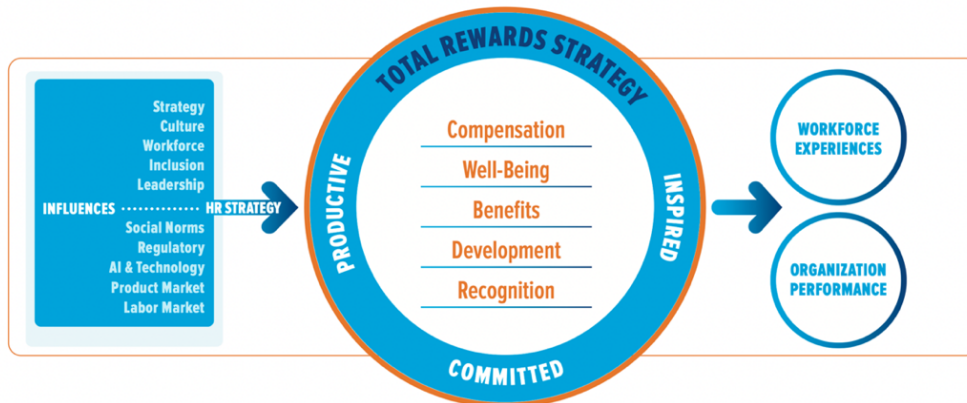 Strategy
Culture
Workforce
Inclusion
Leadership
INFLUENCES
HR STRATEGY
Social Norms
Regulatory
AI & Technology
Product Market
Labor Market
TOTAL REWARDS STRATEGY
PRODUCTIVE
Compensation
Well-Being
Benefits
Development
Recognition
INSPIRED
COMMITTED
WORKFORCE
EXPERIENCES
ORGANIZATION
PERFORMANCE